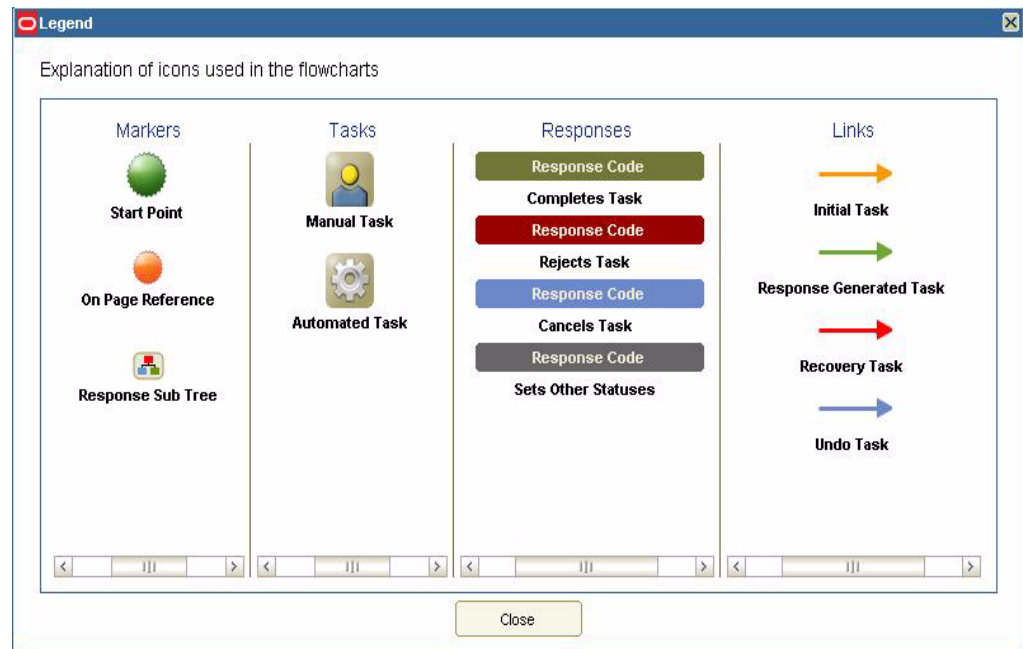 Legend
Explanation of icons used in the flowcharts
Markers
Start Point
On Page Reference
Response Sub Tree
Tasks
Manual Task
Automated Task
Responses
Response Code
Completes Task
Response Code
Rejects Task
Response Code
Cancels Task
Response Code
Sets Other Statuses
Links
Initial Task
Response Generated Task
Recovery Task
Undo Task
Close